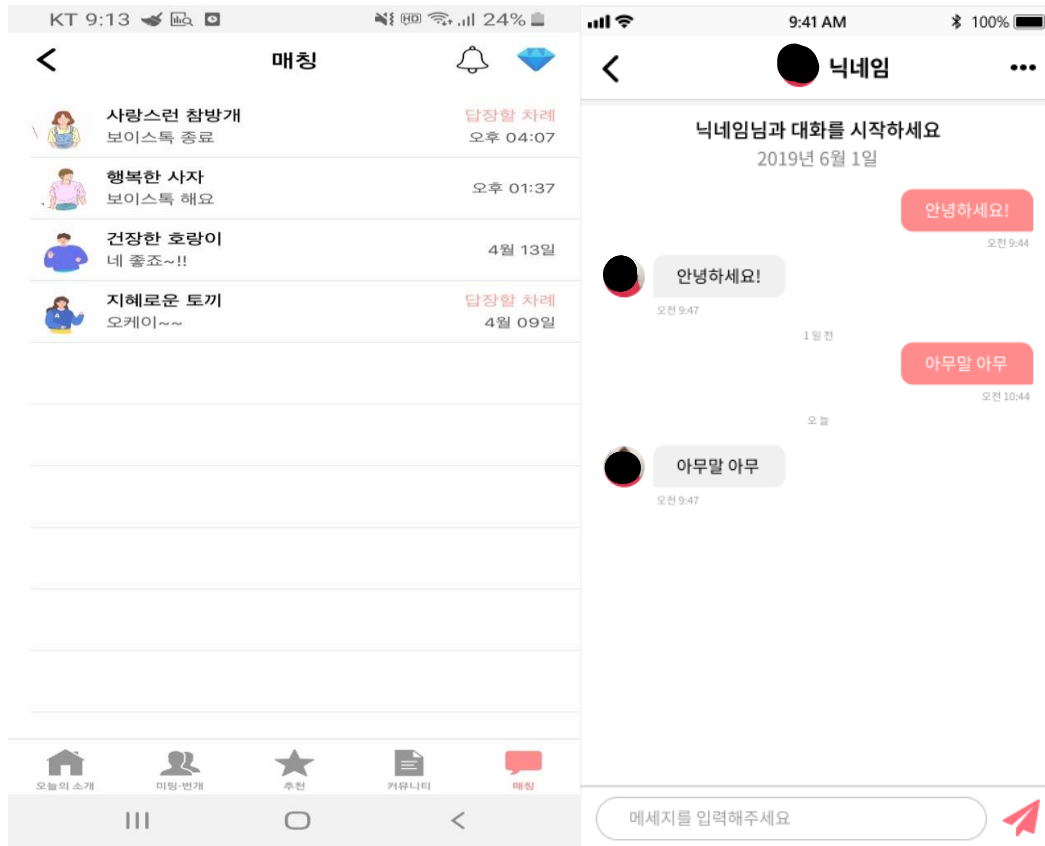 KT 9:13
HD 24%
매칭
사랑스런 참방개
답장할 차례
보이스톡 종료
오후 04:07
행복한 사자
보이스톡 해요
오후 01:37
건장한 호랑이
네 좋죠~!!
4월 13일
지혜로운 토끼
답장할 차례
오케이~~
4월 09일
오늘의 소개
미팅·번개
추천
커뮤니티
매칭
9:41 AM
100%
닉네임
닉네임님과 대화를 시작하세요
2019년 6월 1일
안녕하세요!
오전 9:44
안녕하세요!
오전 9:47
1 일 전
아무말 아무
오전 10:44
오 늘
아무말 아무
오전 9:47
메세지를 입력해주세요